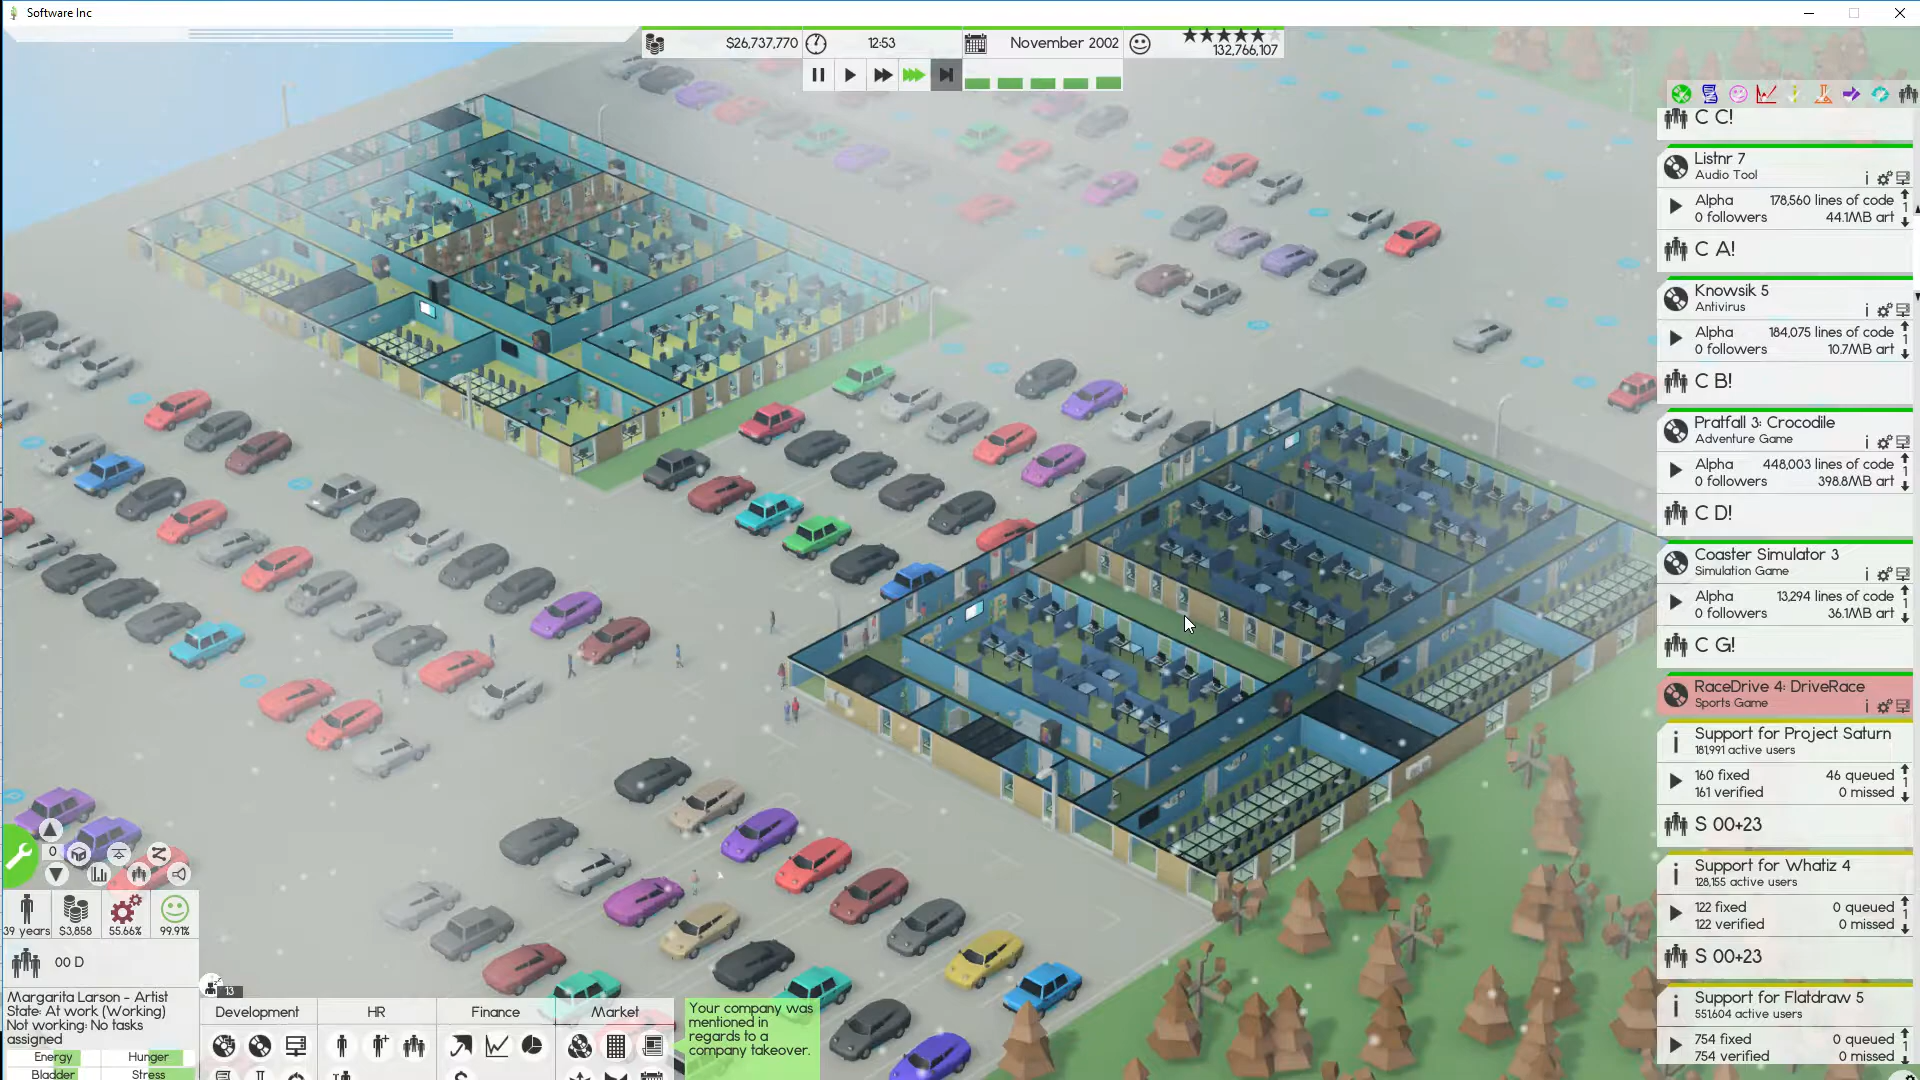 Software Inc
$26,737,770
12:53
November 2002
132,766,107
C C!
Listnr 7
Audio Tool
Alpha 178,560 lines of code
0 followers 44.1MB art
1
C A!
Knowsik 5
Antivirus
Alpha 184,075 lines of code
0 followers 10.7MB art
1
C B!
Pratfall 3: Crocodile
Adventure Game
Alpha 448,003 lines of code
0 followers 398.8MB art
1
C D!
Coaster Simulator 3
Simulation Game
Alpha 13,294 lines of code
0 followers 36.1MB art
1
C G!
RaceDrive 4: DriveRace
Sports Game
Support for Project Saturn
181,991 active users
160 fixed 46 queued
161 verified 0 missed
1
S 00+23
Support for Whatiz 4
128,155 active users
122 fixed 0 queued
122 verified 0 missed
1
S 00+23
Support for Flatdraw 5
551,604 active users
754 fixed 0 queued
754 verified 0 missed
1
0
39 years $3,858 55.66% 99.91%
00 D
13
Margarita Larson - Artist
State: At work (Working)
Not working: No tasks
assigned
Energy Hunger
Bladder Stress
Development HR Finance Market
Your company was
mentioned in
regards to a
company takeover.